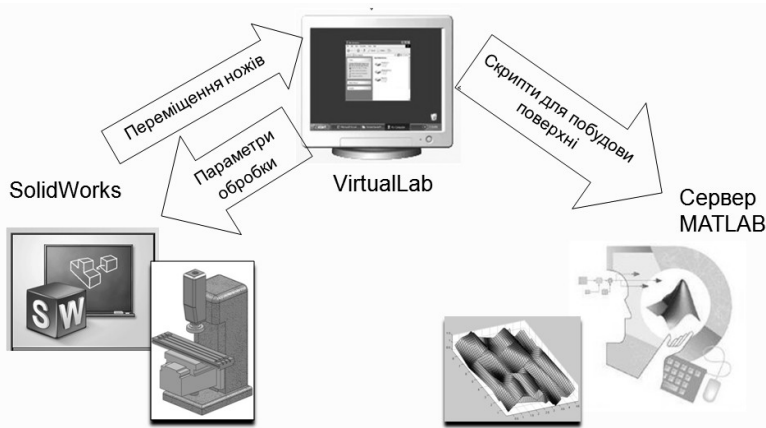 Переміщення ножів
Параметри
обробки
Скрипти для побудови
поверхні
VirtualLab
SolidWorks
Сервер
MATLAB
S W